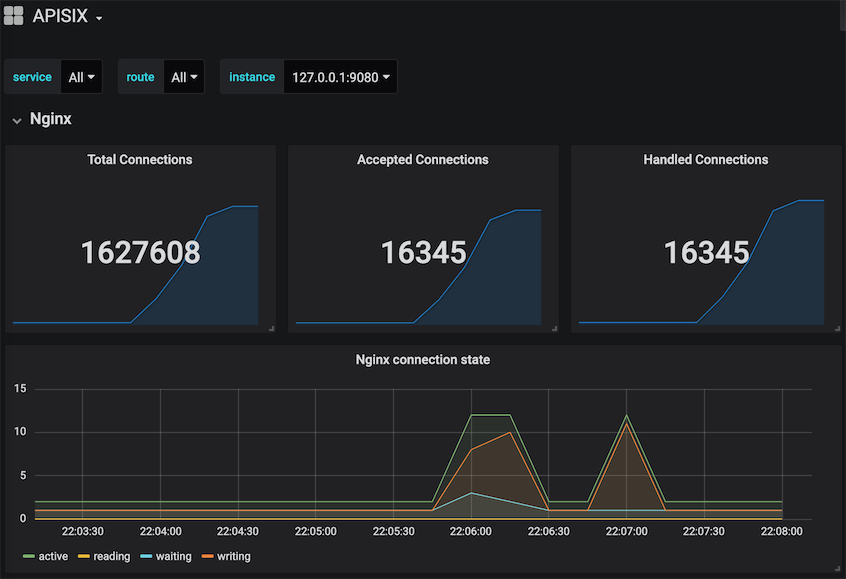 APISIX
service All route All instance 127.0.0.1:9080
Nginx
Total Connections Accepted Connections Handled Connections
1627608 16345 16345
Nginx connection state
15
10
5
0
22:03:30 22:04:00 22:04:30 22:05:00 22:05:30 22:06:00 22:06:30 22:07:00 22:07:30 22:08:00
active reading waiting writing